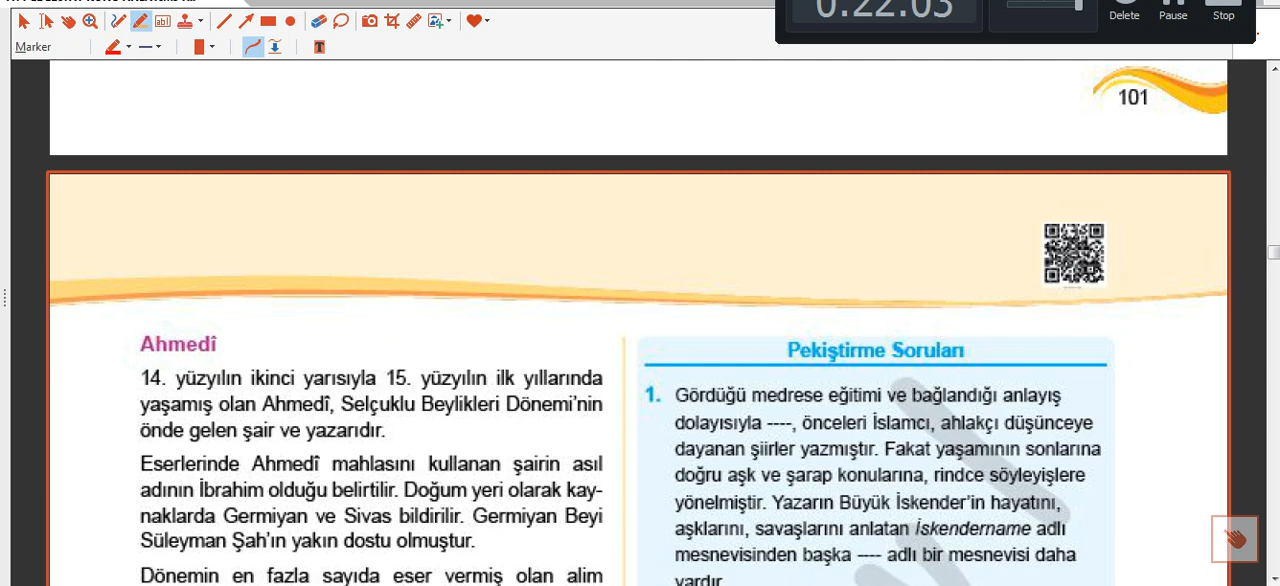 0:22:03
Delete Pause Stop
Marker
101
Ahmedî
14. yüzyılın ikinci yarısıyla 15. yüzyılın ilk yıllarında
yaşamış olan Ahmedî, Selçuklu Beylikleri Dönemi'nin
önde gelen şair ve yazarıdır.
Eserlerinde Ahmedî mahlasını kullanan şairin asıl
adının İbrahim olduğu belirtilir. Doğum yeri olarak kay-
naklarda Germiyan ve Sivas bildirilir. Germiyan Beyi
Süleyman Şah'ın yakın dostu olmuştur.
Dönemin en fazla sayıda eser vermiş olan alim
Pekiştirme Soruları
1. Gördüğü medrese eğitimi ve bağlandığı anlayış
dolayısıyla ----, önceleri İslamcı, ahlakçı düşünceye
dayanan şiirler yazmıştır. Fakat yaşamının sonlarına
doğru aşk ve şarap konularına, rindce söyleyişlere
yönelmiştir. Yazarın Büyük İskender'in hayatını,
aşklarını, savaşlarını anlatan İskendername adlı
mesnevisinden başka ---- adlı bir mesnevisi daha
vardır.